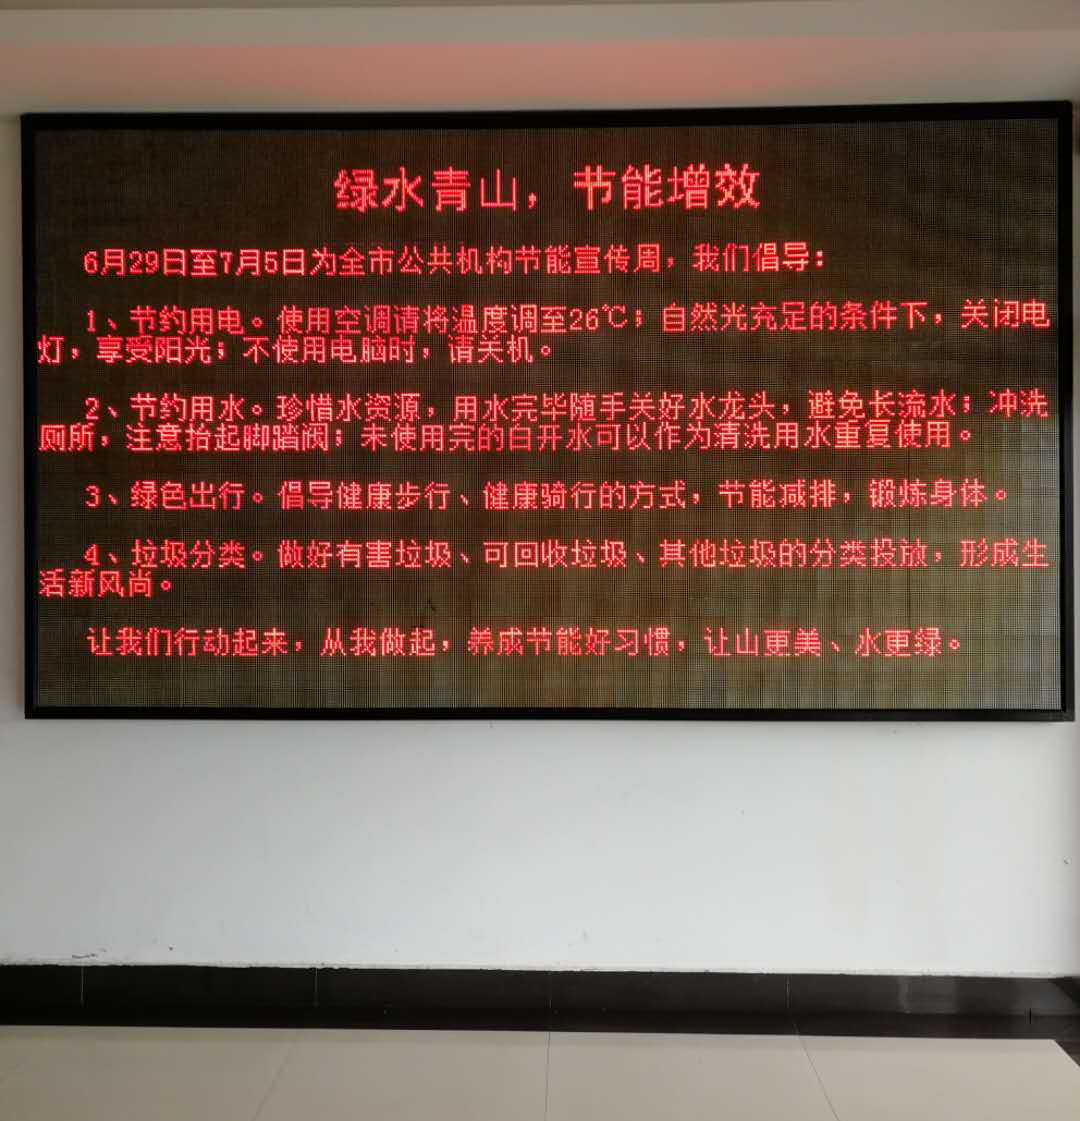 绿水青山，节能增效
6月29日至7月5日为全市公共机构节能宣传周，我们倡导：
1、节约用电。使用空调请将温度调至26℃；自然光充足的条件下，关闭电
灯，享受阳光；不使用电脑时，请关机。
2、节约用水。珍惜水资源，用水完毕随手关好水龙头，避免长流水；冲洗
厕所，注意抬起脚踏阀；未使用完的白开水可以作为清洗用水重复使用。
3、绿色出行。倡导健康步行、健康骑行的方式，节能减排，锻炼身体。
4、垃圾分类。做好有害垃圾、可回收垃圾、其他垃圾的分类投放，形成生
活新风尚。
让我们行动起来，从我做起，养成节能好习惯，让山更美、水更绿。